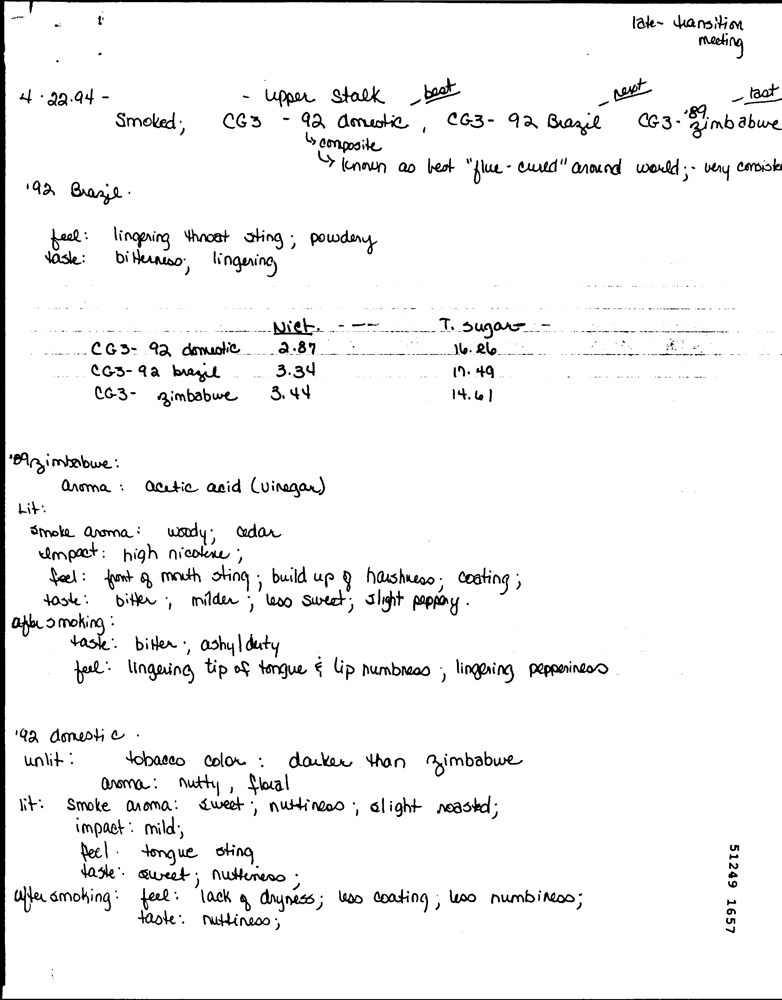 late- transition
meeting
4.22.94 - - upper stalk - best - next - last
Smoked; CG3 - 92 domestic, CG3- 92 Brazil CG3-'89 Zimbabwe
↳ composite
↳ known as best "flue-cured" around world; - very consiste
'92 Brazil.
feel: lingering throat sting; powdery
taste: bitterness; lingering
Nict. - -- T. sugar -
CG3- 92 domestic 2.87 16.26
CG3-92 brazil 3.34 17.49
CG3- zimbabwe 3.44 14.61
'89 zimbabwe:
aroma: acetic acid (vinegar)
Lit:
smoke aroma: woody; cedar
impact: high nicotine;
feel: front of mouth sting; build up of harshness; coating;
taste: bitter; milder; less sweet; slight peppery.
after smoking:
taste: bitter; ashy/dirty
feel: lingering tip of tongue & lip numbness; lingering pepperiness
'92 domestic.
unlit: tobacco color: darker than zimbabwe
aroma: nutty, floral
lit: smoke aroma: sweet; nuttiness; slight roasted;
impact: mild;
feel. tongue sting
taste: sweet; nuttiness;
after smoking: feel: lack of dryness; less coating; less numbiness;
taste: nuttiness;
51249 1657